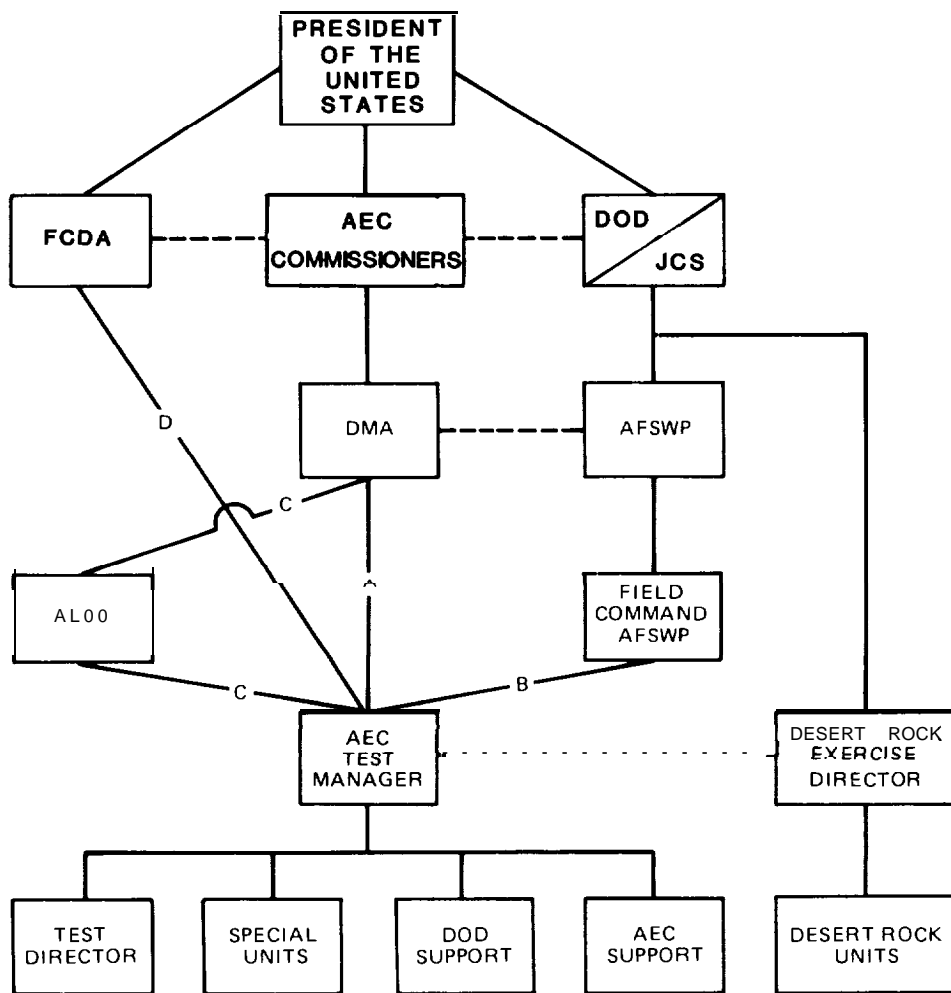 PRESIDENT
OF THE
UNITED
STATES
FCDA
AEC
COMMISSIONERS
DOD
JCS
D
DMA
AFSWP
C
AL00
FIELD
COMMAND
AFSWP
C
B
AEC
TEST
MANAGER
DESERT ROCK
EXERCISE
DIRECTOR
TEST
DIRECTOR
SPECIAL
UNITS
DOD
SUPPORT
AEC
SUPPORT
DESERT ROCK
UNITS